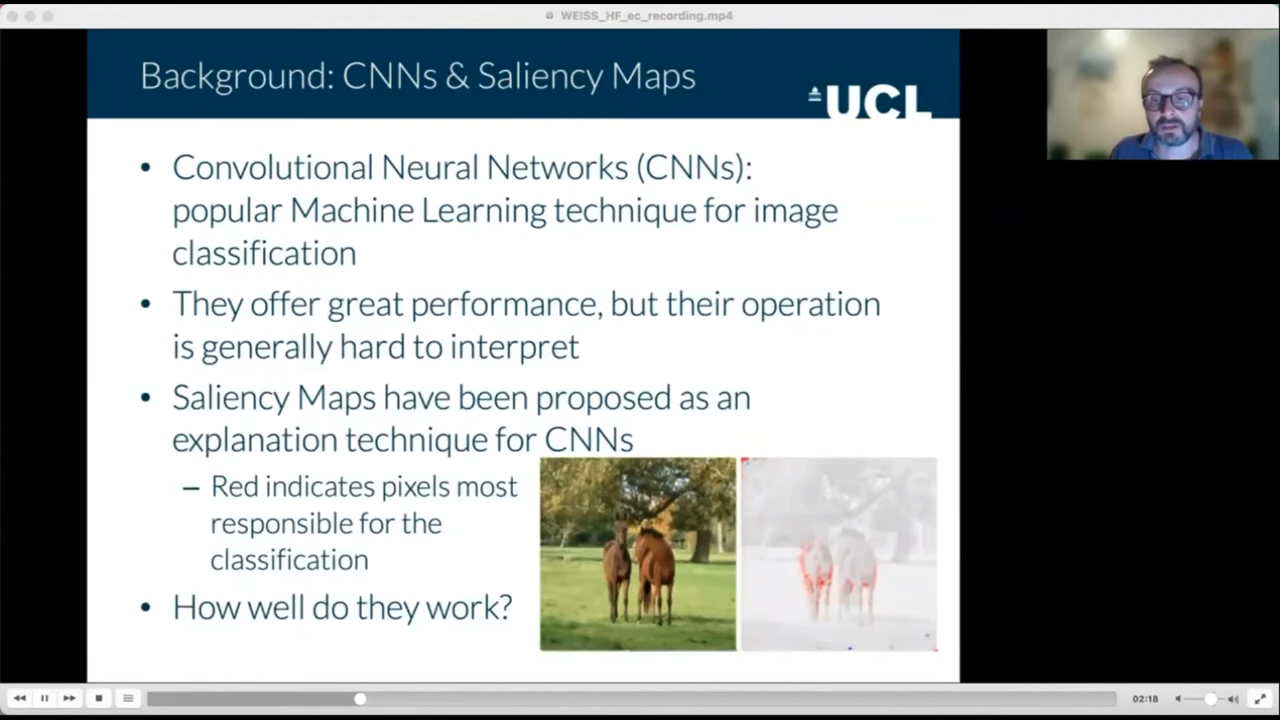 WEISS_HF_ec_recording.mp4
Background: CNNs & Saliency Maps
UCL
• Convolutional Neural Networks (CNNs):
popular Machine Learning technique for image
classification
• They offer great performance, but their operation
is generally hard to interpret
• Saliency Maps have been proposed as an
explanation technique for CNNs
– Red indicates pixels most
responsible for the
classification
• How well do they work?
02:18